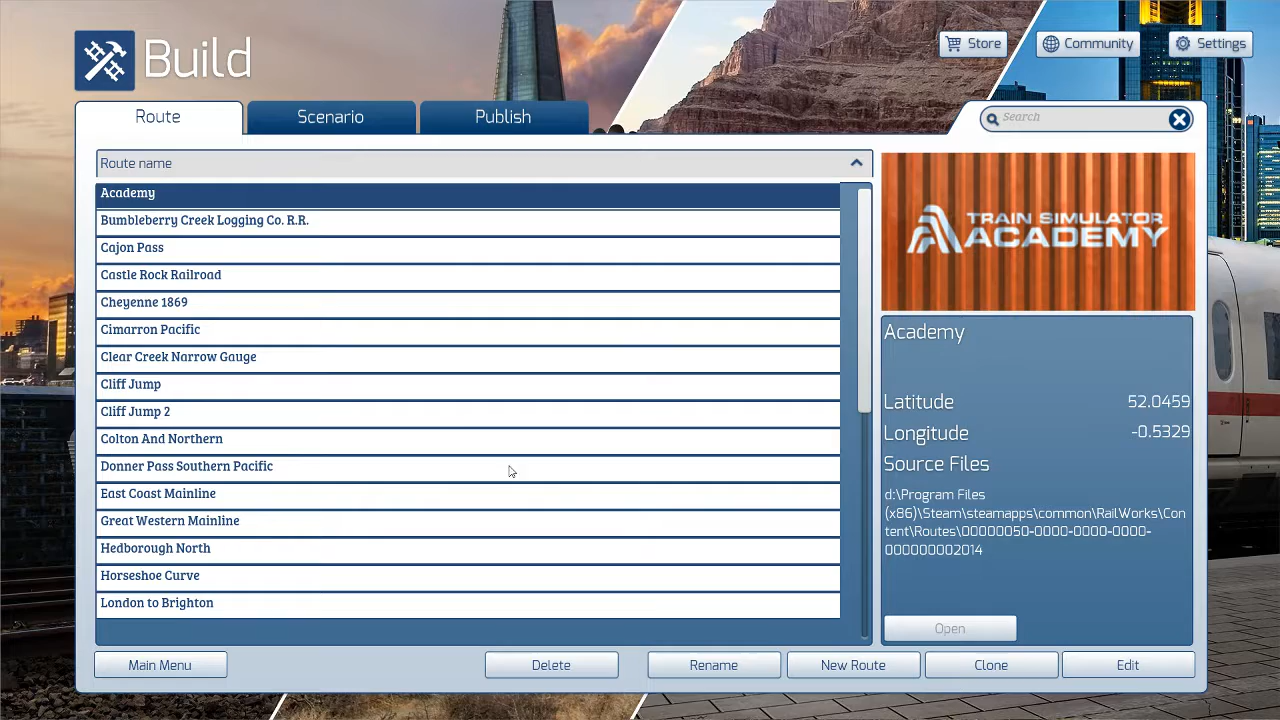 Build
Store
Community
Settings
Route
Scenario
Publish
Search
Route name
Academy
Bumbleberry Creek Logging Co. R.R.
Cajon Pass
Castle Rock Railroad
Cheyenne 1869
Cimarron Pacific
Clear Creek Narrow Gauge
Cliff Jump
Cliff Jump 2
Colton And Northern
Donner Pass Southern Pacific
East Coast Mainline
Great Western Mainline
Hedborough North
Horseshoe Curve
London to Brighton
TRAIN SIMULATOR
ACADEMY
Academy
Latitude 52.0459
Longitude -0.5329
Source Files
d:\Program Files
(x86)\Steam\steamapps\common\RailWorks\Con
tent\Routes\00000050-0000-0000-0000-
000000002014
Open
Main Menu
Delete
Rename
New Route
Clone
Edit